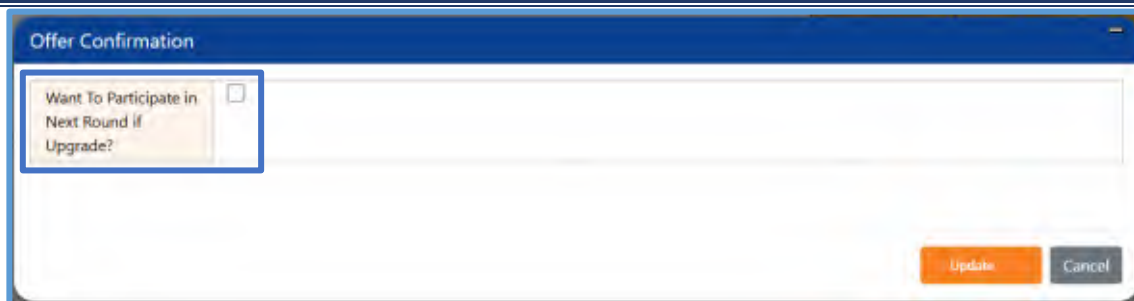 Offer Confirmation
Want To Participate in
Next Round if
Upgrade?
Update
Cancel